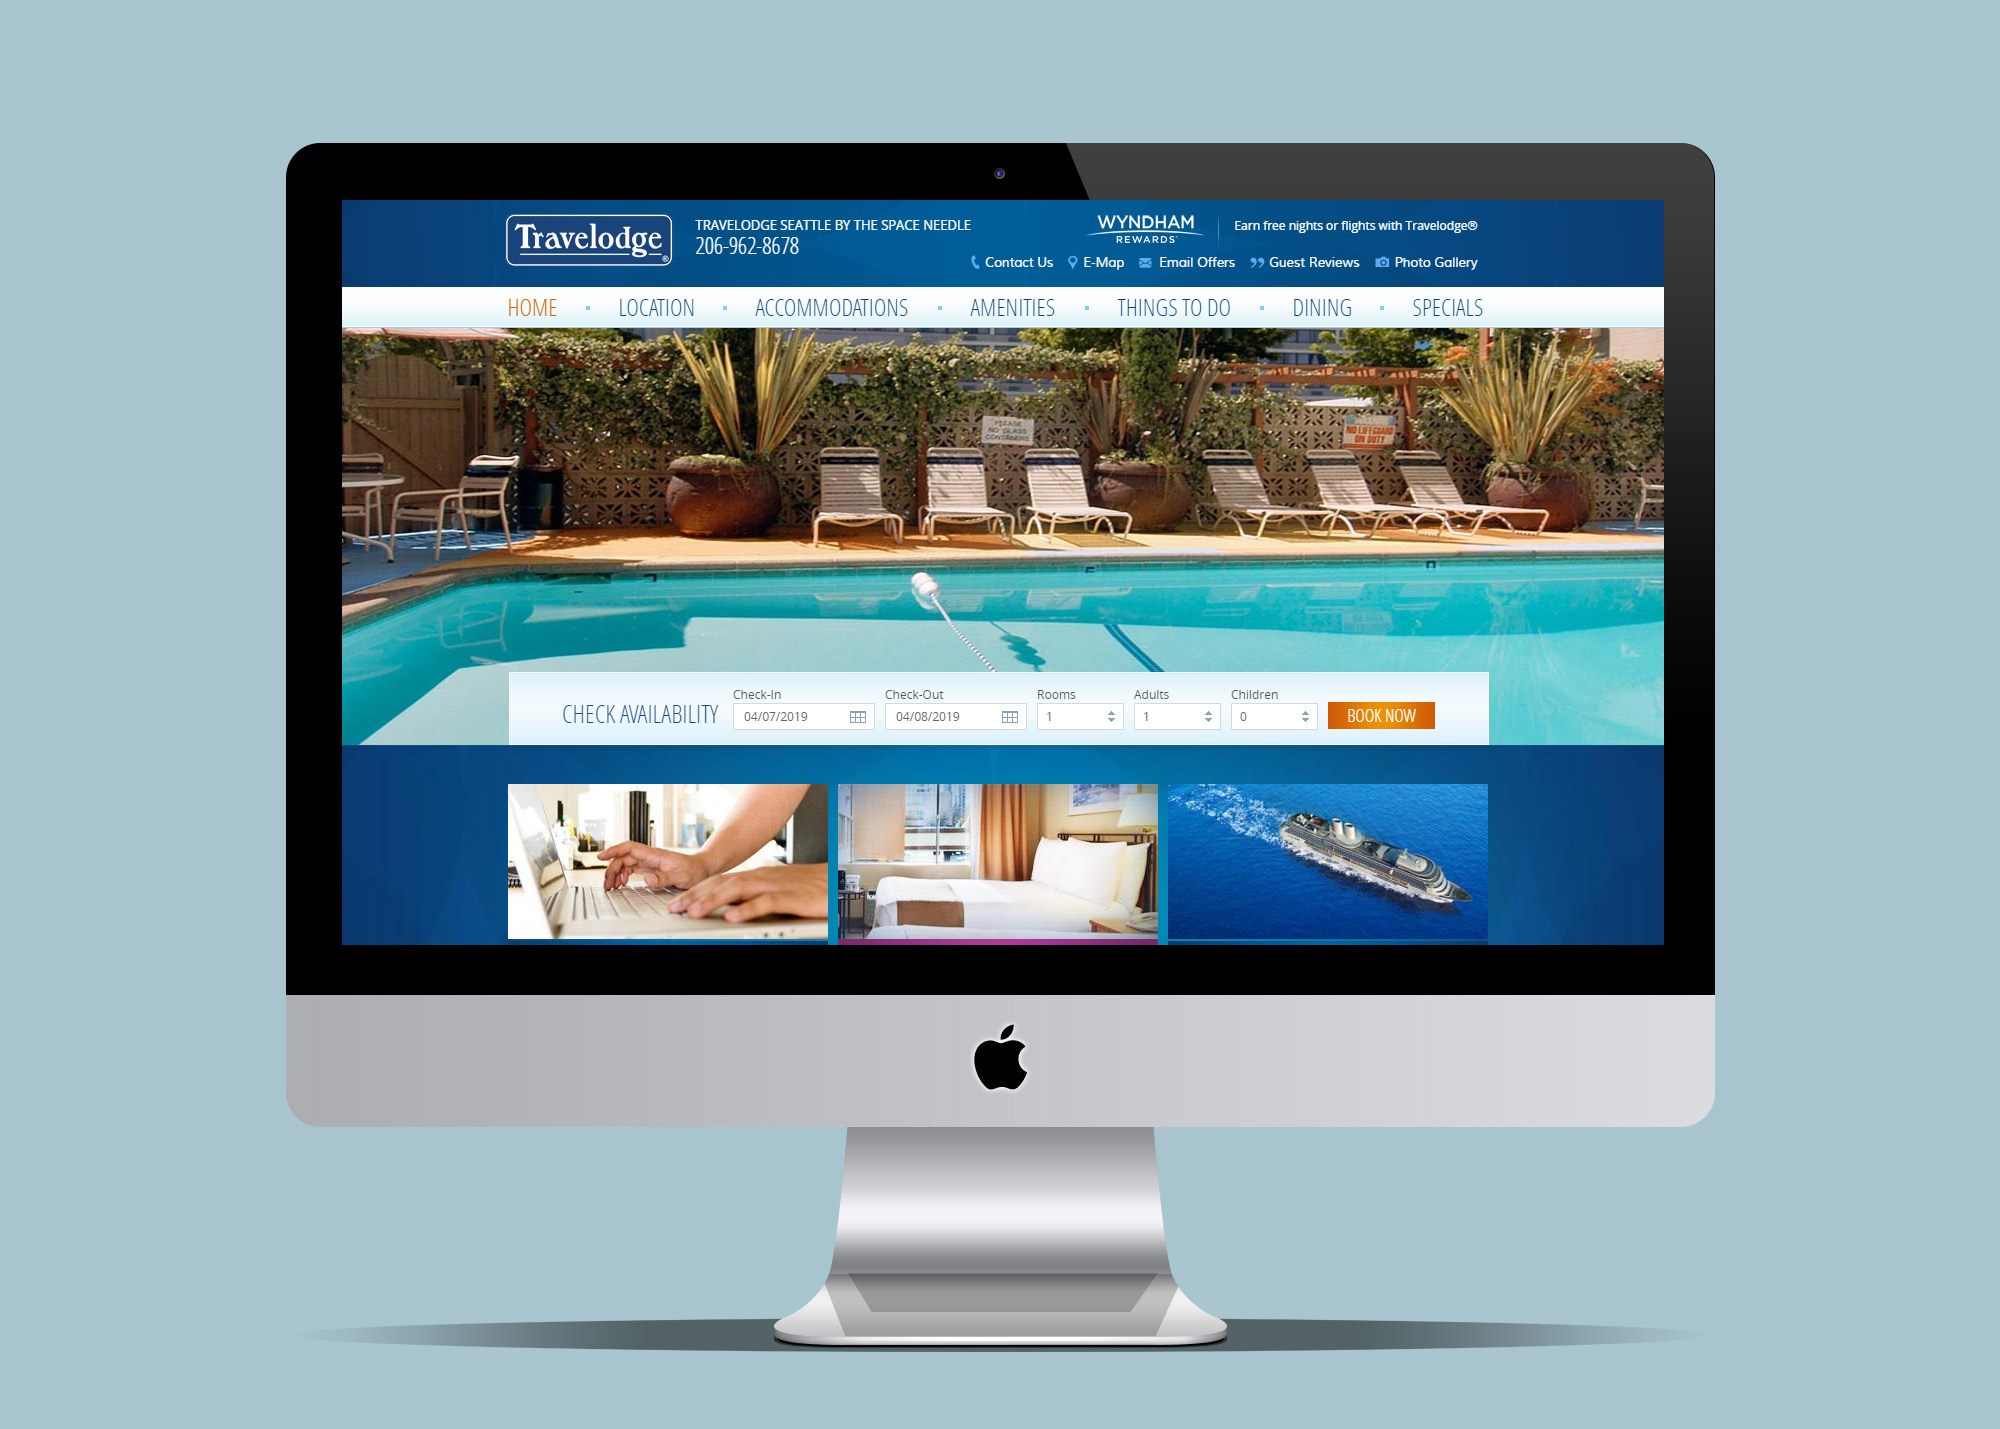 Travelodge®
TRAVELODGE SEATTLE BY THE SPACE NEEDLE
206-962-8678
WYNDHAM
REWARDS®
Earn free nights or flights with Travelodge®
Contact Us
E-Map
Email Offers
Guest Reviews
Photo Gallery
HOME
LOCATION
ACCOMMODATIONS
AMENITIES
THINGS TO DO
DINING
SPECIALS
PLEASE
NO GLASS
CONTAINERS
NO LIFEGUARD
ON DUTY
CHECK AVAILABILITY
Check-In
04/07/2019
Check-Out
04/08/2019
Rooms
1
Adults
1
Children
0
BOOK NOW